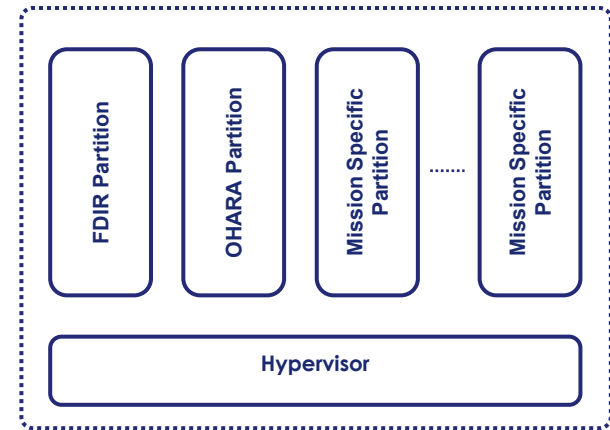 FDIR Partition
OHARA Partition
Mission Specific
Partition
.......
Mission Specific
Partition
Hypervisor